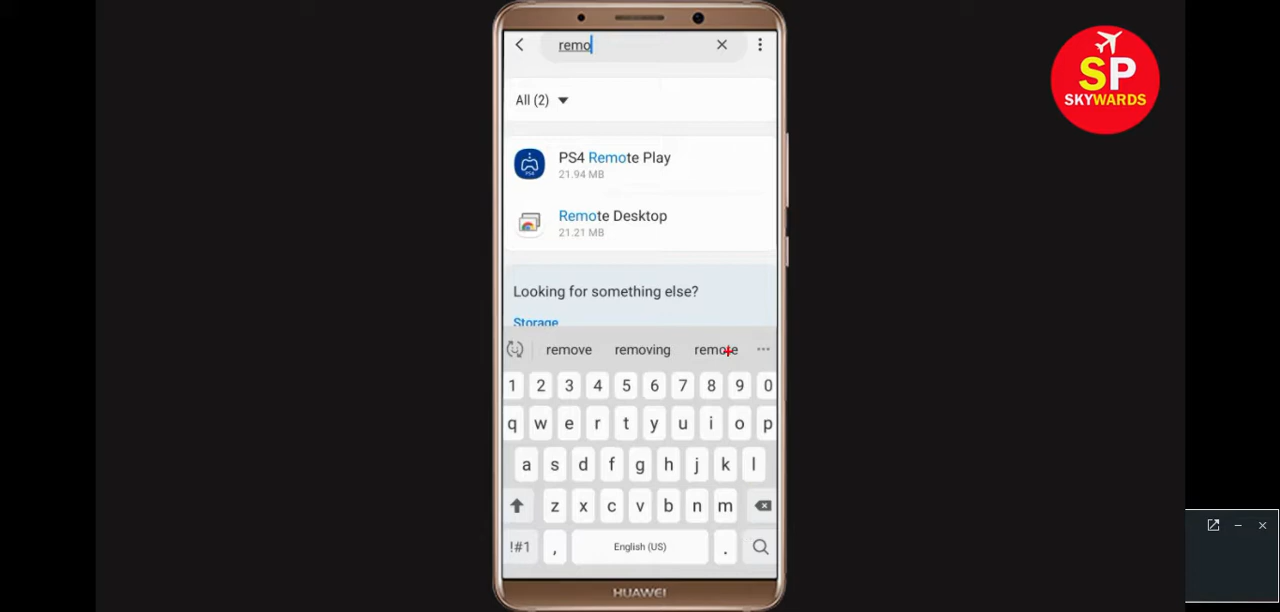 remo
SP
SKYWARDS
All (2)
PS4 Remote Play
21.94 MB
PS4
Remote Desktop
21.21 MB
Looking for something else?
Storage
remove removing remote ...
1 2 3 4 5 6 7 8 9 0
q w e r t y u i o p
a s d f g h j k l
z x c v b n m
!#1 , English (US) .
HUAWEI